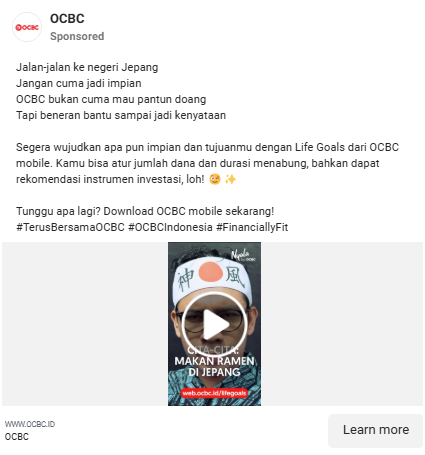 OCBC
OCBC
Sponsored
Jalan-jalan ke negeri Jepang
Jangan cuma jadi impian
OCBC bukan cuma mau pantun doang
Tapi beneran bantu sampai jadi kenyataan
Segera wujudkan apa pun impian dan tujuanmu dengan Life Goals dari OCBC
mobile. Kamu bisa atur jumlah dana dan durasi menabung, bahkan dapat
rekomendasi instrumen investasi, loh! 🥴 ✨
Tunggu apa lagi? Download OCBC mobile sekarang!
#TerusBersamaOCBC #OCBCIndonesia #FinanciallyFit
Nyala
by OCBC
神 風
CITA-CITA:
MAKAN RAMEN
DI JEPANG
web.ocbc.id/lifegoals
WWW.OCBC.ID
OCBC
Learn more